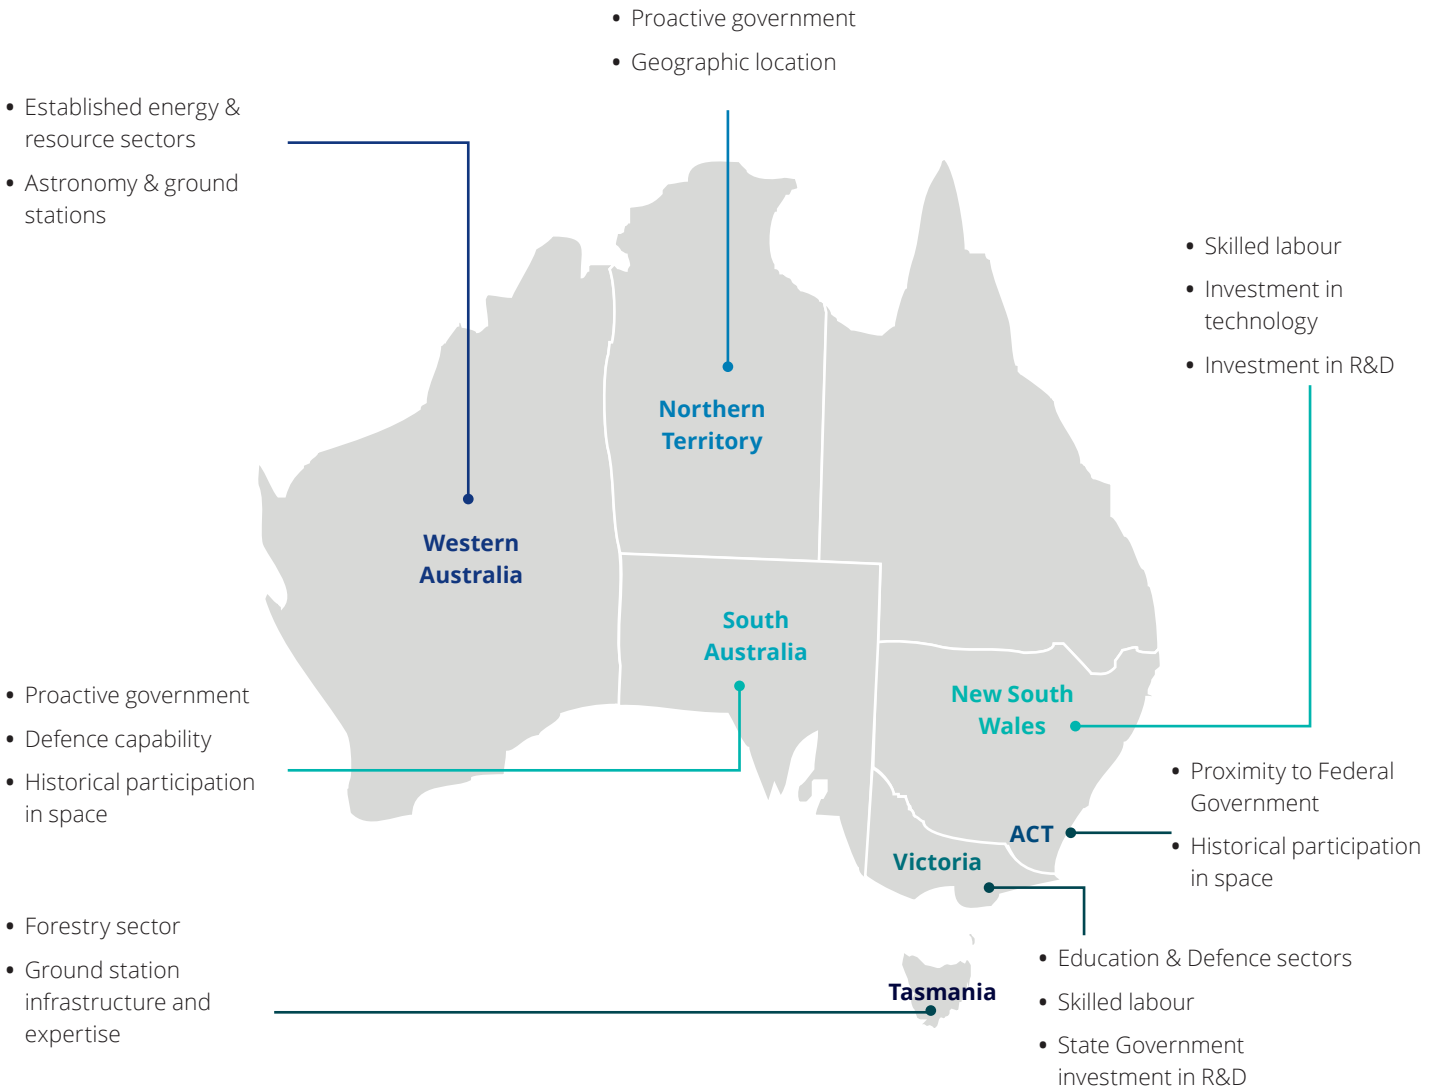 • Proactive government
• Geographic location
• Established energy &
resource sectors
• Astronomy & ground
stations
• Skilled labour
• Investment in
technology
• Investment in R&D
Northern
Territory
Western
Australia
South
Australia
New South
Wales
• Proactive government
• Defence capability
• Historical participation
in space
• Proximity to Federal
Government
• Historical participation
in space
ACT
Victoria
• Forestry sector
• Ground station
infrastructure and
expertise
Tasmania
• Education & Defence sectors
• Skilled labour
• State Government
investment in R&D